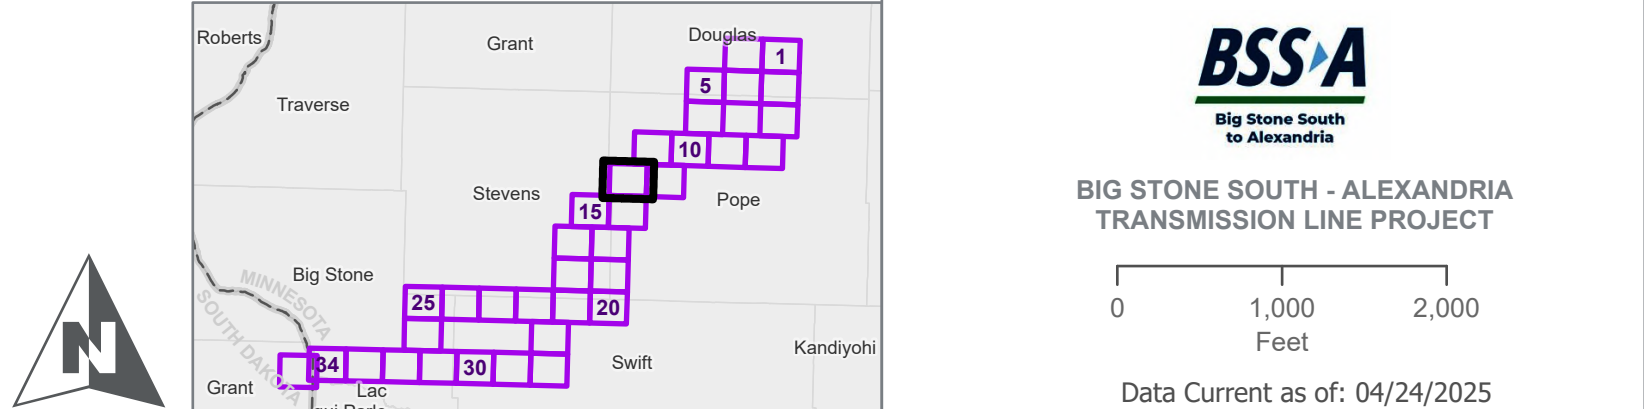 Roberts
Grant
Douglas
1
5
Traverse
10
Stevens
Pope
15
Big Stone
MINNESOTA
SOUTH DAKOTA
25
20
34
30
Swift
Kandiyohi
Grant
Lac
qui Parle
N
BSS A
Big Stone South
to Alexandria
BIG STONE SOUTH - ALEXANDRIA
TRANSMISSION LINE PROJECT
0 1,000 2,000
Feet
Data Current as of: 04/24/2025